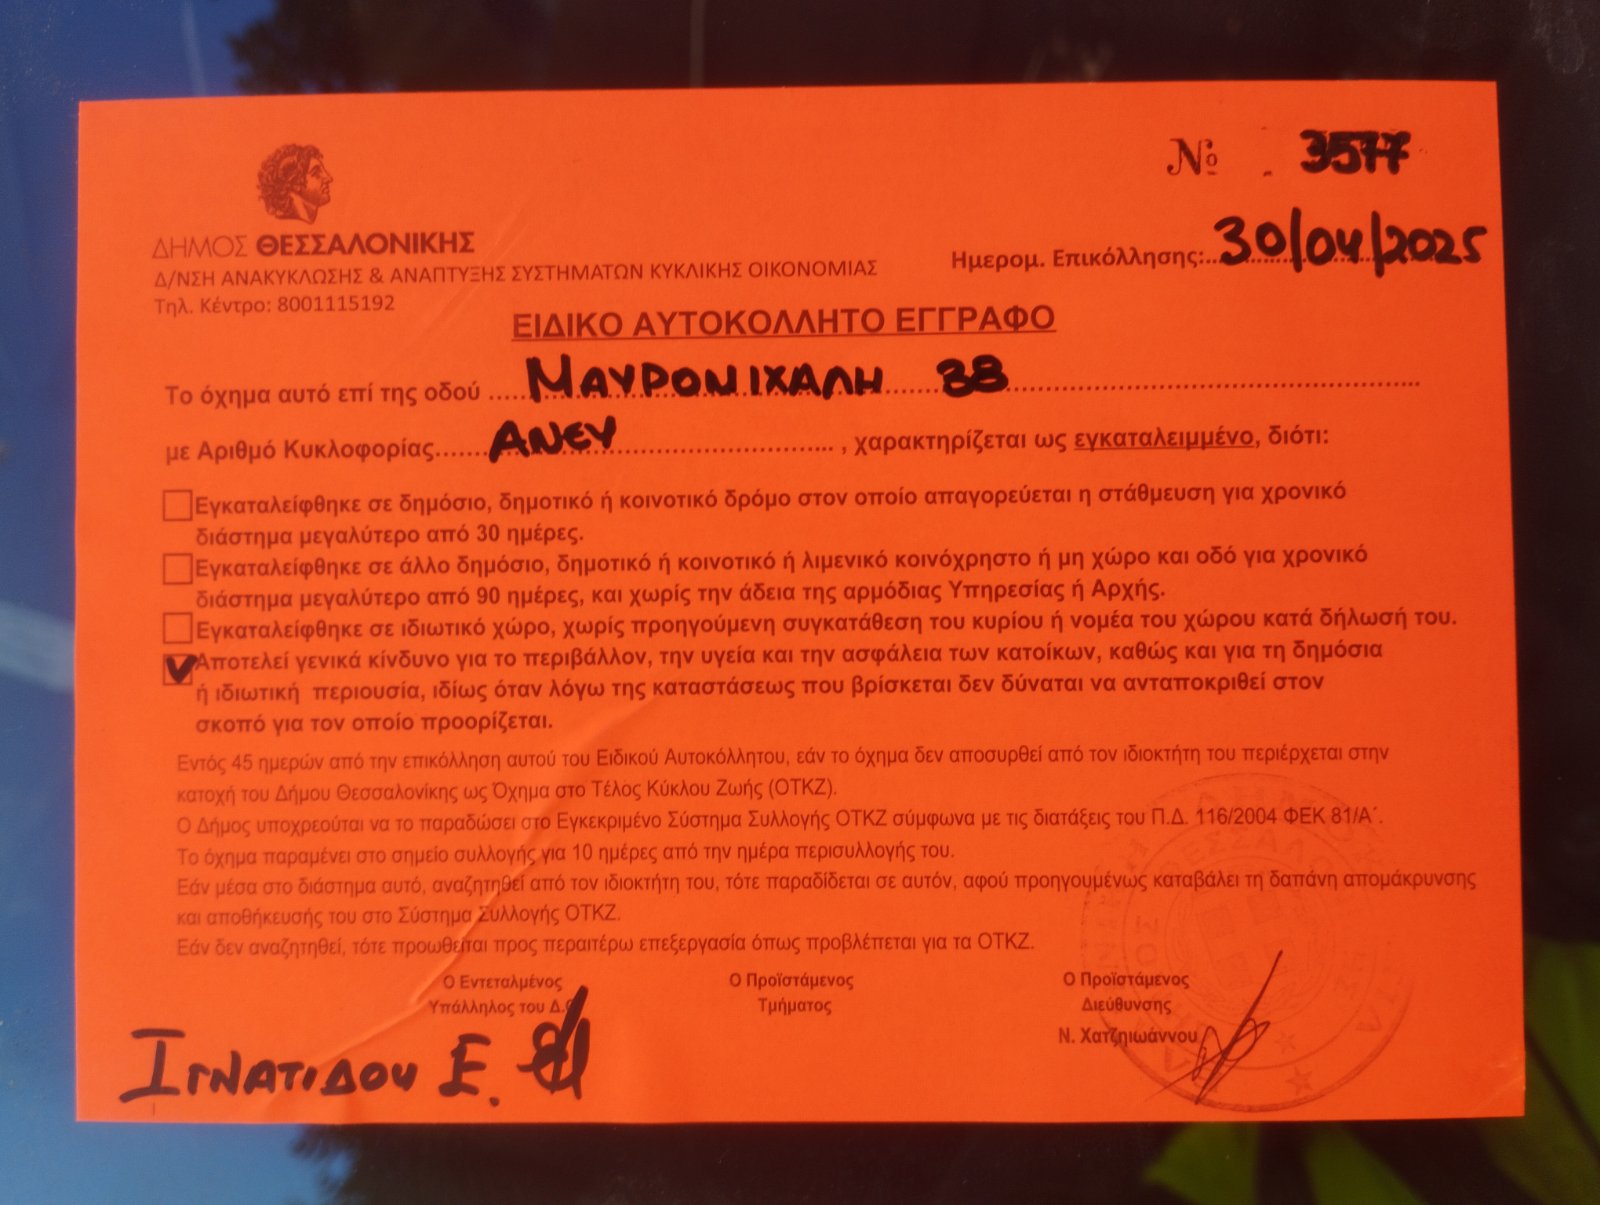 Νο . 3577
ΔΗΜΟΣ ΘΕΣΣΑΛΟΝΙΚΗΣ
Δ/ΝΣΗ ΑΝΑΚΥΚΛΩΣΗΣ & ΑΝΑΠΤΥΞΗΣ ΣΥΣΤΗΜΑΤΩΝ ΚΥΚΛΙΚΗΣ ΟΙΚΟΝΟΜΙΑΣ
Ημερομ. Επικόλλησης:..30/04/2025
Τηλ. Κέντρο: 8001115192
ΕΙΔΙΚΟ ΑΥΤΟΚΟΛΛΗΤΟ ΕΓΓΡΑΦΟ
Το όχημα αυτό επί της οδού ..... ΜΑΥΡΟΜΙΧΑΛΗ 38 .....
με Αριθμό Κυκλοφορίας..... ΑΝΕΥ ..... , χαρακτηρίζεται ως εγκαταλειμμένο, διότι:
Εγκαταλείφθηκε σε δημόσιο, δημοτικό ή κοινοτικό δρόμο στον οποίο απαγορεύεται η στάθμευση για χρονικό
διάστημα μεγαλύτερο από 30 ημέρες.
Εγκαταλείφθηκε σε άλλο δημόσιο, δημοτικό ή κοινοτικό ή λιμενικό κοινόχρηστο ή μη χώρο και οδό για χρονικό
διάστημα μεγαλύτερο από 90 ημέρες, και χωρίς την άδεια της αρμόδιας Υπηρεσίας ή Αρχής.
Εγκαταλείφθηκε σε ιδιωτικό χώρο, χωρίς προηγούμενη συγκατάθεση του κυρίου ή νομέα του χώρου κατά δήλωσή του.
Αποτελεί γενικά κίνδυνο για το περιβάλλον, την υγεία και την ασφάλεια των κατοίκων, καθώς και για τη δημόσια
ή ιδιωτική περιουσία, ιδίως όταν λόγω της καταστάσεως που βρίσκεται δεν δύναται να ανταποκριθεί στον
σκοπό για τον οποίο προορίζεται.
Εντός 45 ημερών από την επικόλληση αυτού του Ειδικού Αυτοκόλλητου, εάν το όχημα δεν αποσυρθεί από τον ιδιοκτήτη του περιέρχεται στην
κατοχή του Δήμου Θεσσαλονίκης ως Όχημα στο Τέλος Κύκλου Ζωής (ΟΤΚΖ).
Ο Δήμος υποχρεούται να το παραδώσει στο Εγκεκριμένο Σύστημα Συλλογής ΟΤΚΖ σύμφωνα με τις διατάξεις του Π.Δ. 116/2004 ΦΕΚ 81/Α΄.
Το όχημα παραμένει στο σημείο συλλογής για 10 ημέρες από την ημέρα περισυλλογής του.
Εάν μέσα στο διάστημα αυτό, αναζητηθεί από τον ιδιοκτήτη του, τότε παραδίδεται σε αυτόν, αφού προηγουμένως καταβάλει τη δαπάνη απομάκρυνσης
και αποθήκευσής του στο Σύστημα Συλλογής ΟΤΚΖ.
Εάν δεν αναζητηθεί, τότε προωθείται προς περαιτέρω επεξεργασία όπως προβλέπεται για τα ΟΤΚΖ.
Ο Εντεταλμένος Ο Προϊστάμενος Ο Προϊστάμενος
Υπάλληλος του Δ. Τμήματος Διεύθυνσης
Ν. Χατζηιωάννου
ΙΓΝΑΤΙΔΟΥ Ε.